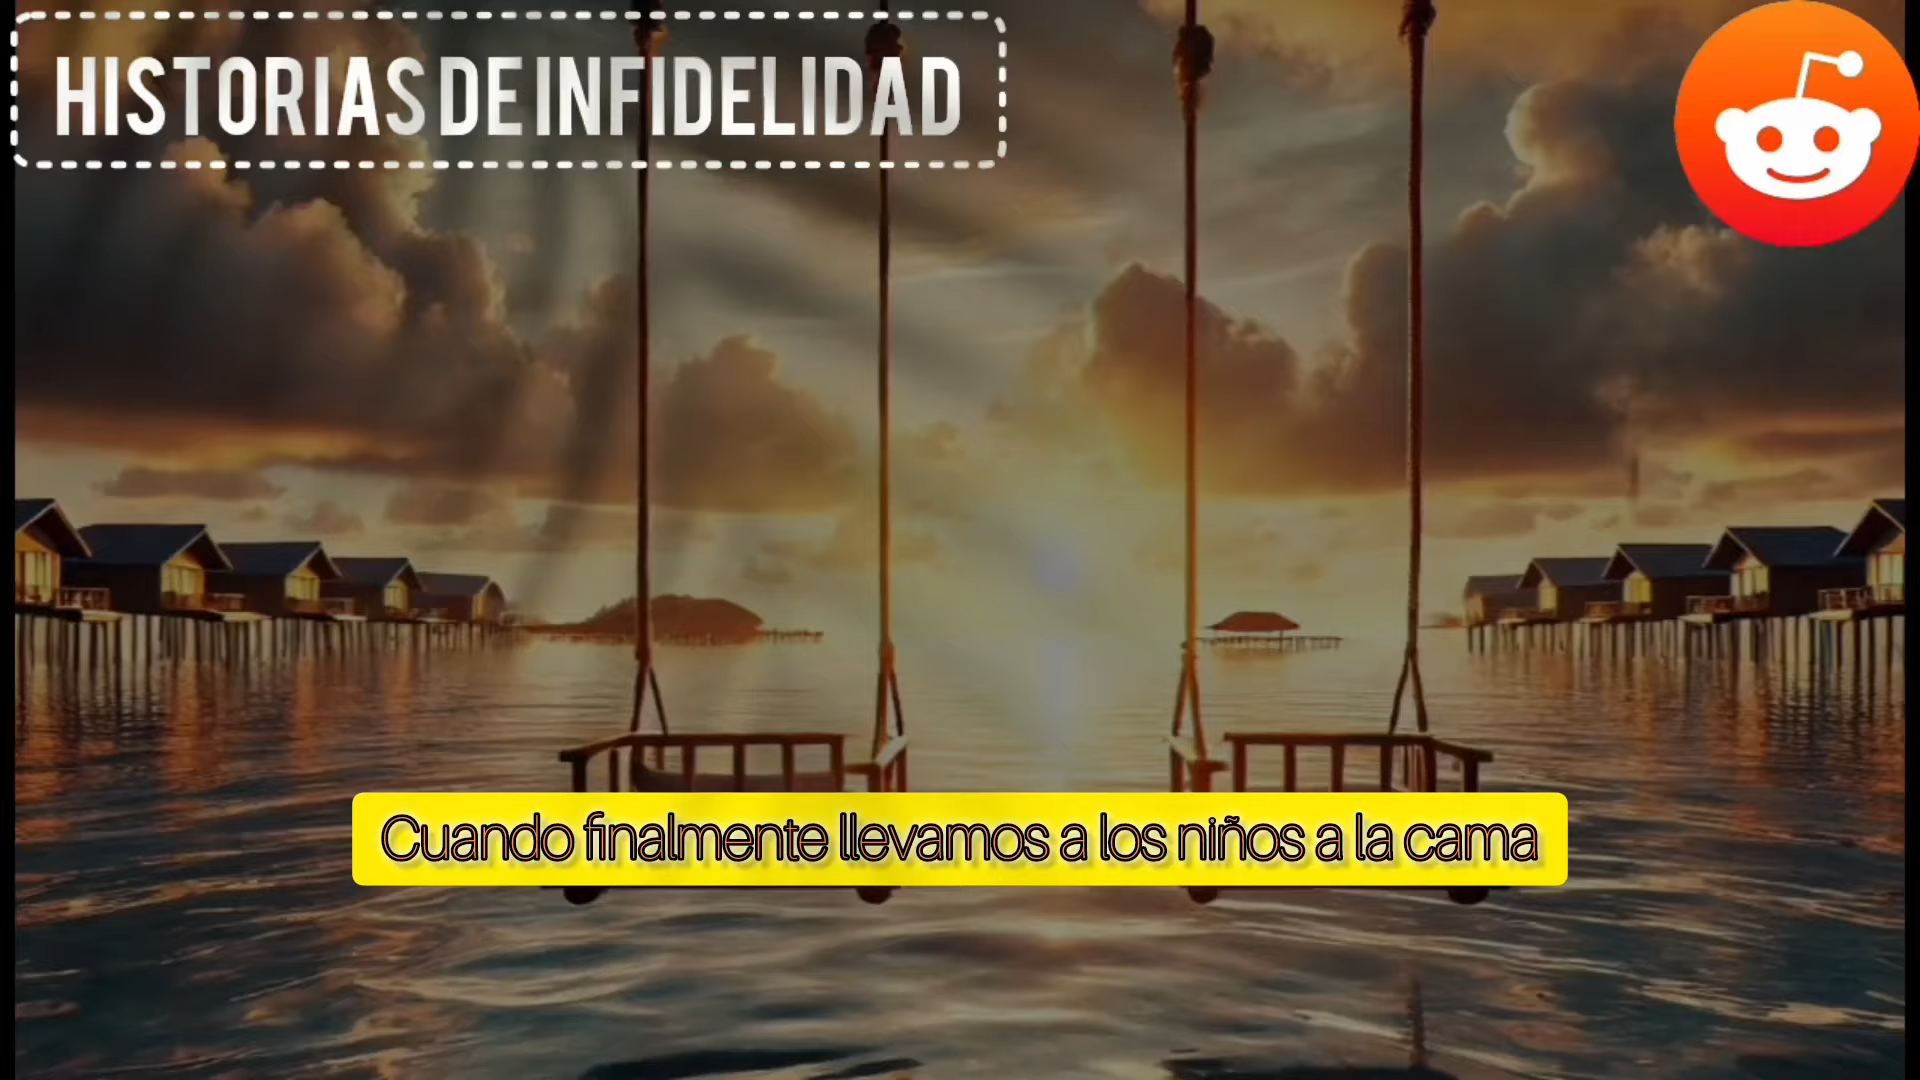 HISTORIAS DE INFIDELIDAD
Cuando finalmente llevamos a los niños a la cama